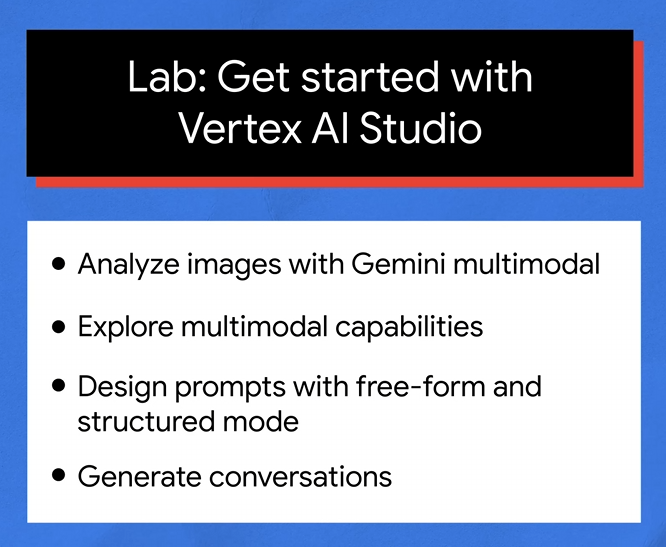 Lab: Get started with
Vertex AI Studio
• Analyze images with Gemini multimodal
• Explore multimodal capabilities
• Design prompts with free-form and
structured mode
• Generate conversations